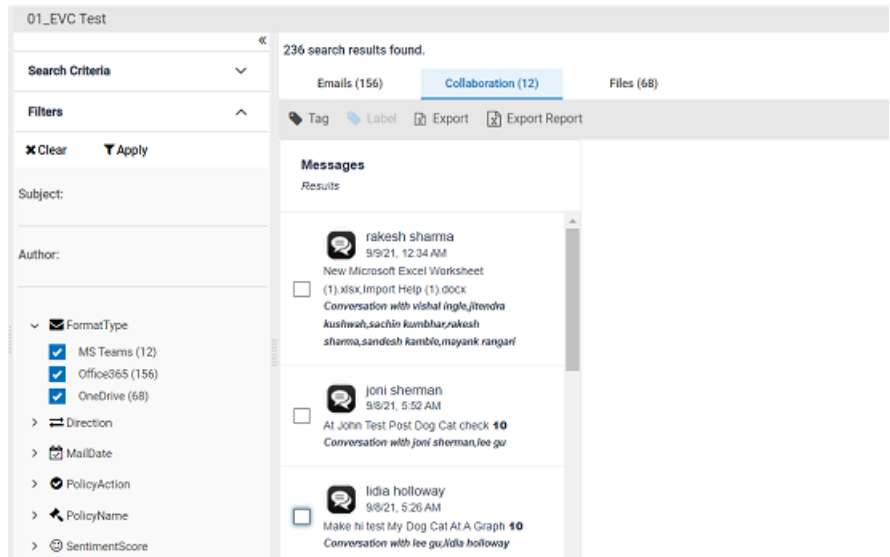 01_EVC Test
«
Search Criteria
Filters
Clear Apply
Subject:
Author:
FormatType
MS Teams (12)
Office365 (156)
OneDrive (68)
Direction
MailDate
PolicyAction
PolicyName
SentimentScore
236 search results found.
Emails (156) Collaboration (12) Files (68)
Tag Label Export Export Report
Messages
Results
rakesh sharma
9/9/21, 12:34 AM
New Microsoft Excel Worksheet
(1).xlsx,Import Help (1).docx
Conversation with vishal ingle,jitendra
kushwah,sachin kumbhar,rakesh
sharma,sandesh kamble,mayank rangari
joni sherman
9/8/21, 5:52 AM
At John Test Post Dog Cat check 10
Conversation with joni sherman,lee gu
lidia holloway
9/8/21, 5:26 AM
Make hi test My Dog Cat At A Graph 10
Conversation with lee gu,lidia holloway